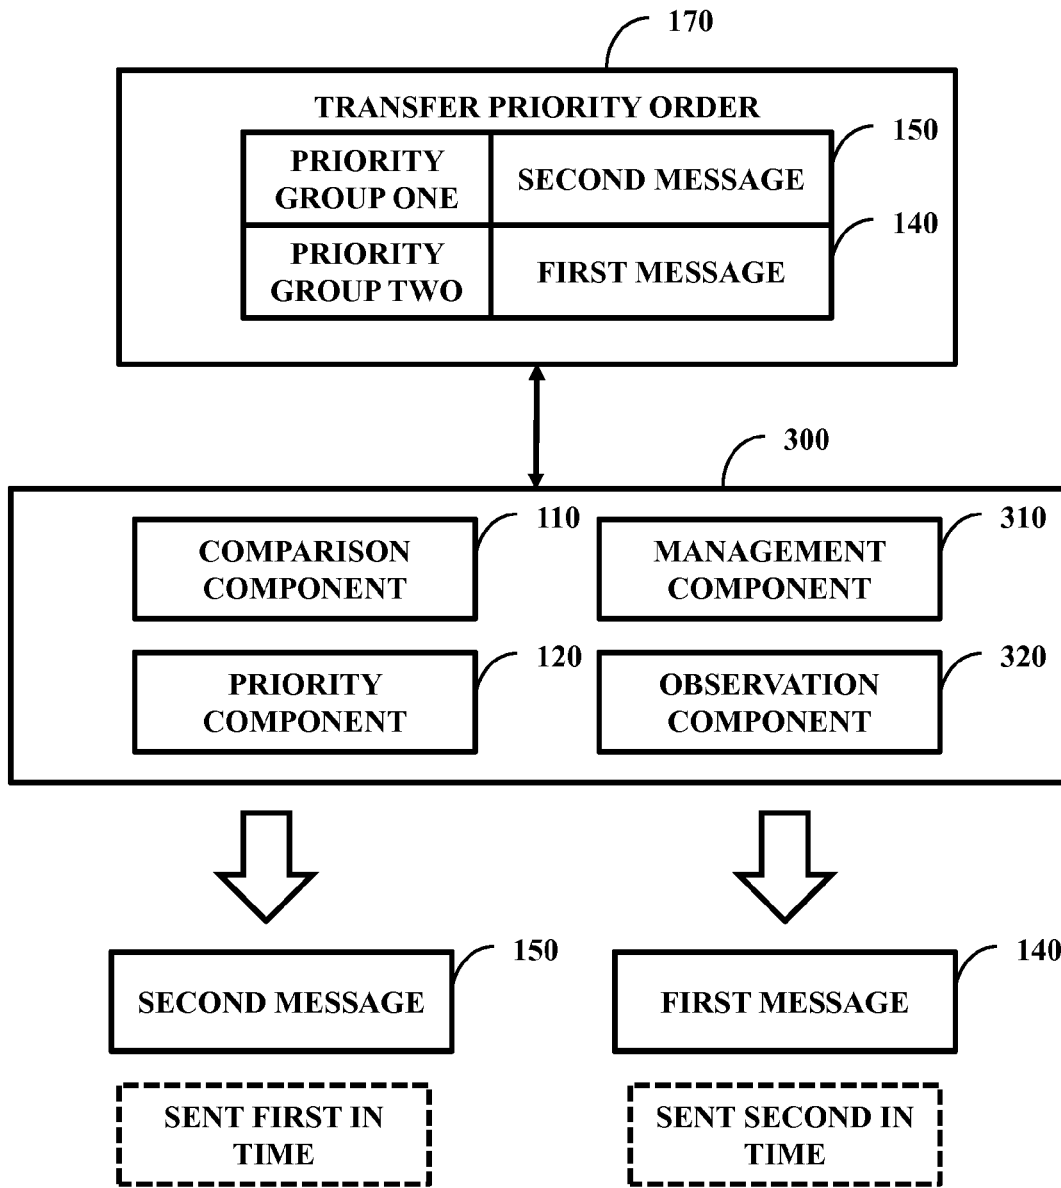 170
TRANSFER PRIORITY ORDER
PRIORITY
GROUP ONE
SECOND MESSAGE
150
PRIORITY
GROUP TWO
FIRST MESSAGE
140
300
COMPARISON
COMPONENT
110
MANAGEMENT
COMPONENT
310
PRIORITY
COMPONENT
120
OBSERVATION
COMPONENT
320
SECOND MESSAGE
150
FIRST MESSAGE
140
SENT FIRST IN
TIME
SENT SECOND IN
TIME